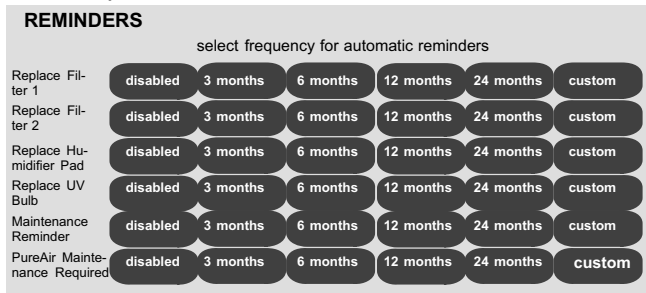 REMINDERS
select frequency for automatic reminders
Replace Fil-
ter 1
disabled 3 months 6 months 12 months 24 months custom
Replace Fil-
ter 2
disabled 3 months 6 months 12 months 24 months custom
Replace Hu-
midifier Pad
disabled 3 months 6 months 12 months 24 months custom
Replace UV
Bulb
disabled 3 months 6 months 12 months 24 months custom
Maintenance
Reminder
disabled 3 months 6 months 12 months 24 months custom
PureAir Mainte-
nance Required
disabled 3 months 6 months 12 months 24 months custom